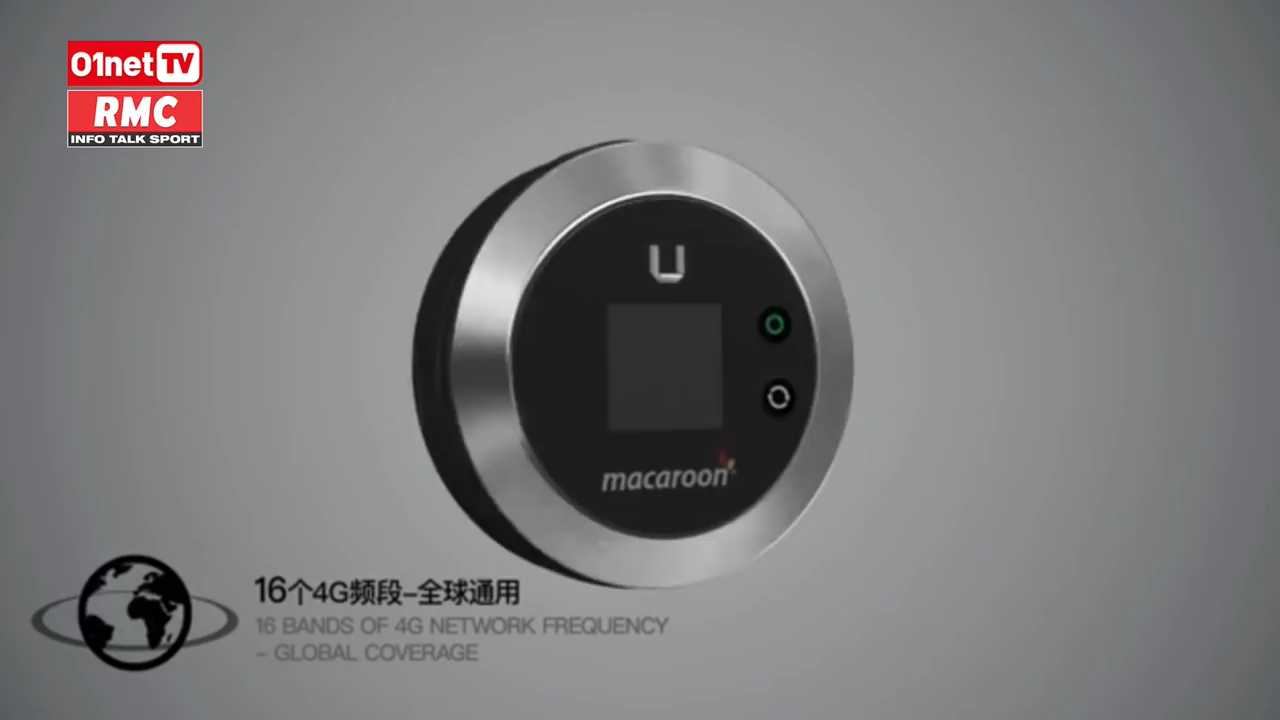 01net TV
RMC
INFO TALK SPORT
U
macaroon
16个4G频段-全球通用
16 BANDS OF 4G NETWORK FREQUENCY
- GLOBAL COVERAGE